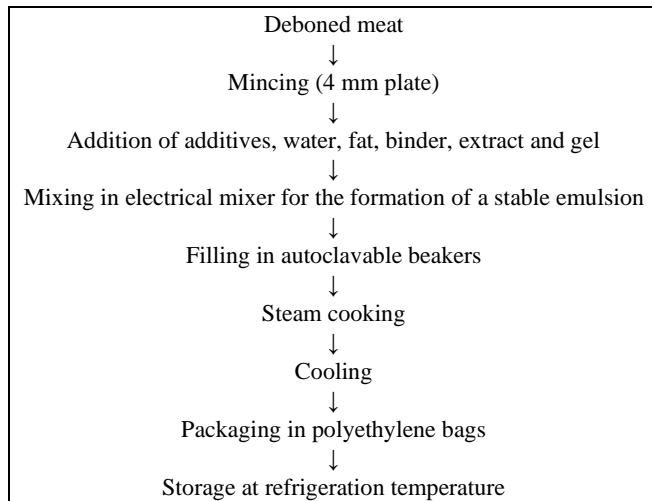 Deboned meat
↓
Mincing (4 mm plate)
↓
Addition of additives, water, fat, binder, extract and gel
↓
Mixing in electrical mixer for the formation of a stable emulsion
↓
Filling in autoclavable beakers
↓
Steam cooking
↓
Cooling
↓
Packaging in polyethylene bags
↓
Storage at refrigeration temperature